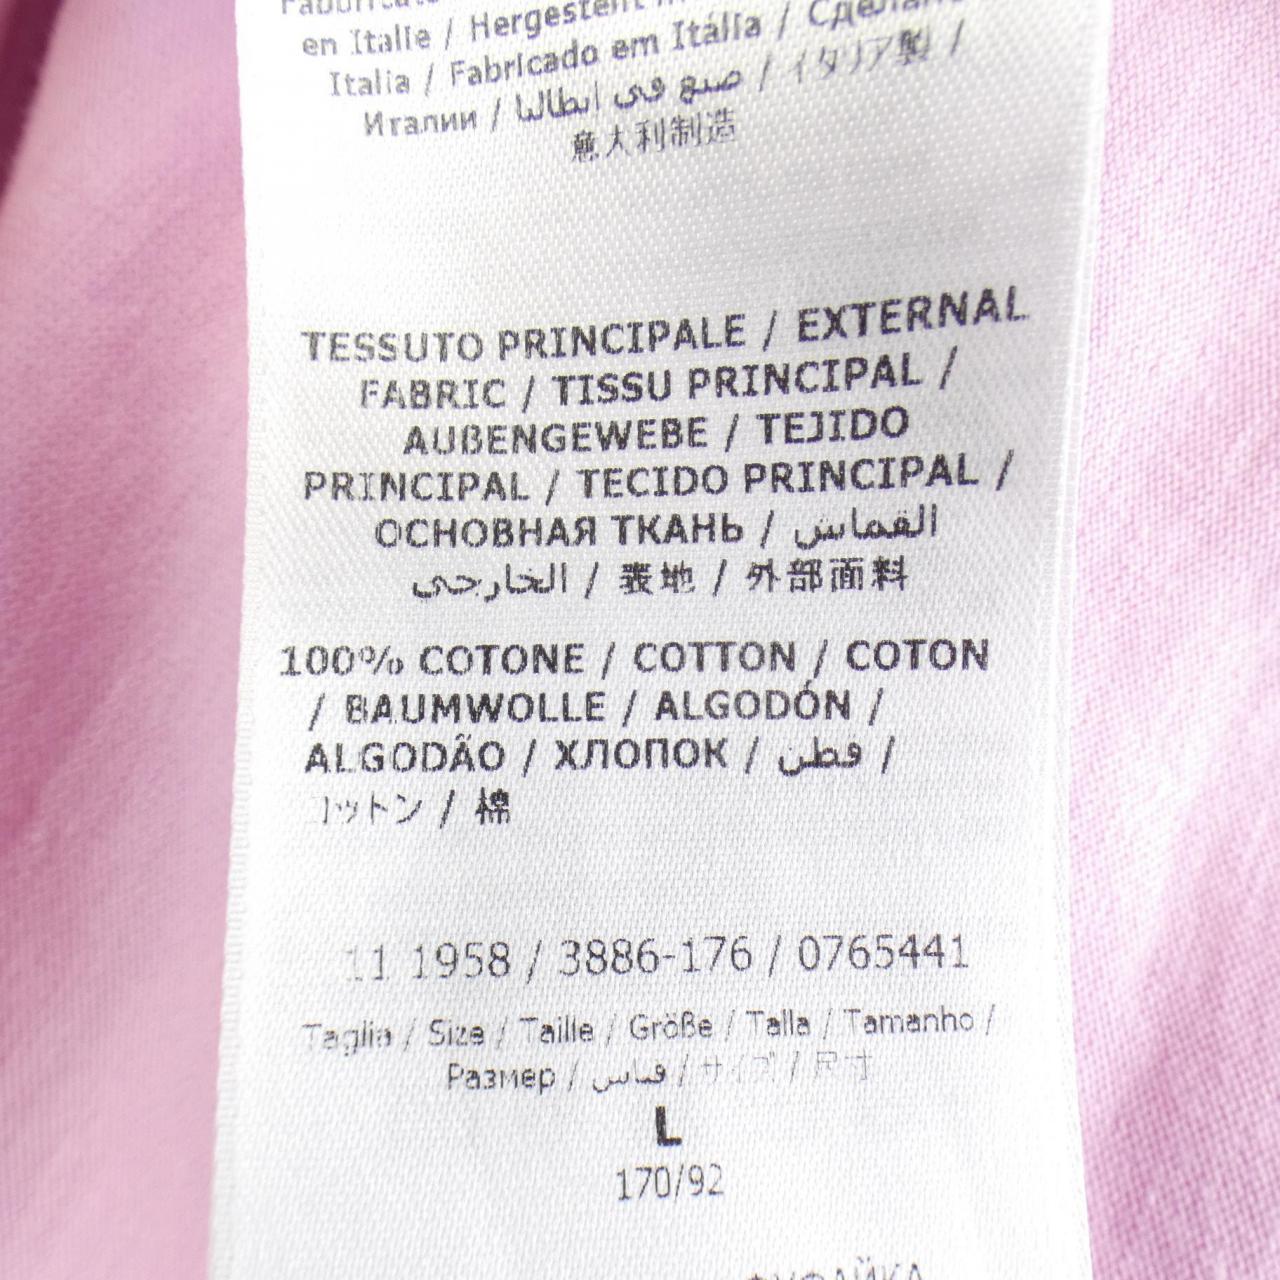 en Italie / Hergestellt
Italia / Fabricado em Itália /
Италии / صنع في ايطاليا / イタリア製 /
意大利制造
TESSUTO PRINCIPALE / EXTERNAL
FABRIC / TISSU PRINCIPAL /
AUßENGEWEBE / TEJIDO
PRINCIPAL / TECIDO PRINCIPAL /
ОСНОВНАЯ ТКАНЬ / القماش
الخارجي / 表地 / 外部面料
100% COTONE / COTTON / COTON
/ BAUMWOLLE / ALGODÓN /
ALGODÃO / ХЛОПОК / قطن /
コットン / 棉
11 1958 / 3886-176 / 0765441
Taglia / Size / Taille / Größe / Talla / Tamanho /
Размер / قياس / サイズ / 尺寸
L
170/92